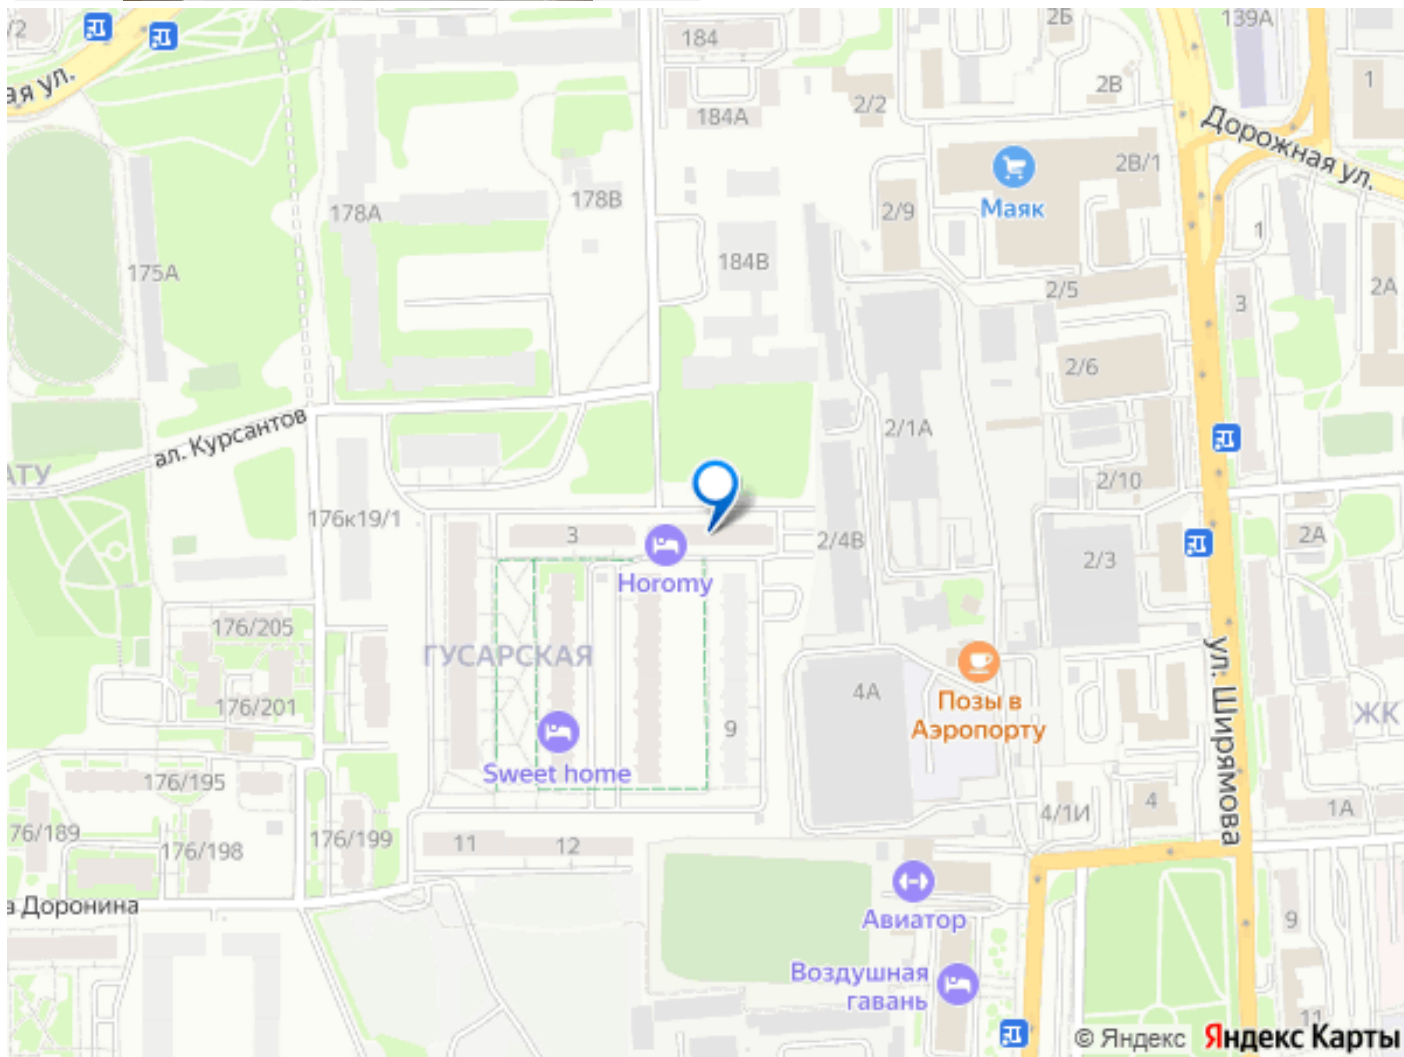 /2
ая ул.
184
2Б
139А
1
2В
184А
2/2
Дорожная ул.
2В/1
Маяк
178А
178В
2/9
1
175А
184В
2/5
3
2А
2/6
ал. Курсантов
2/1А
АТУ
2/10
176к19/1
3
2/4В
2/3
2А
Horomy
176/205
ГУСАРСКАЯ
ул. Ширямова
176/201
4А
Позы в
Аэропорту
ЖК
9
Sweet home
176/195
4/1И
4
1А
76/189
176/198
176/199
11
12
а Доронина
Авиатор
9
Воздушная
гавань
11
© Яндекс Яндекс Карты